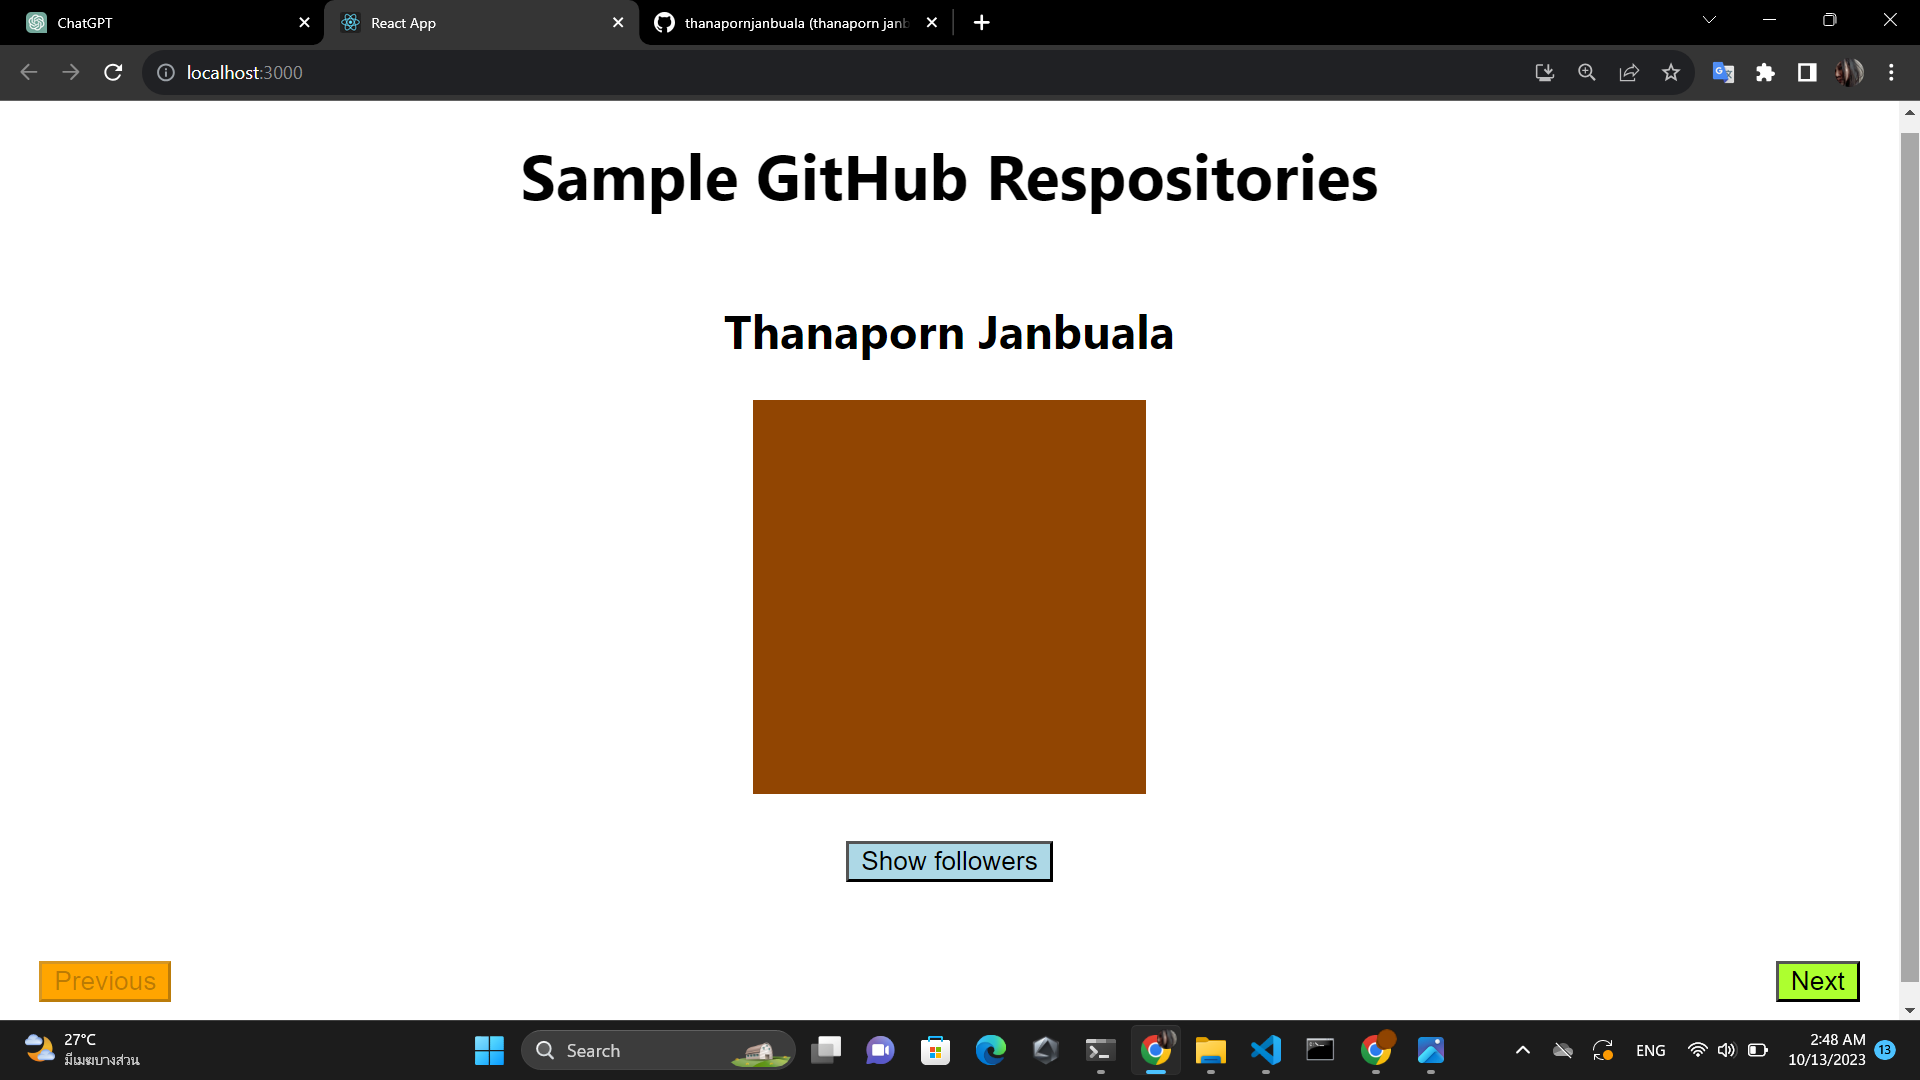 ChatGPT
React App
thanapornjanbuala (thanaporn janb
localhost:3000
Sample GitHub Respositories
Thanaporn Janbuala
Show followers
Previous
Next
27°C
มีเมฆบางส่วน
Search
ENG
2:48 AM
10/13/2023
13